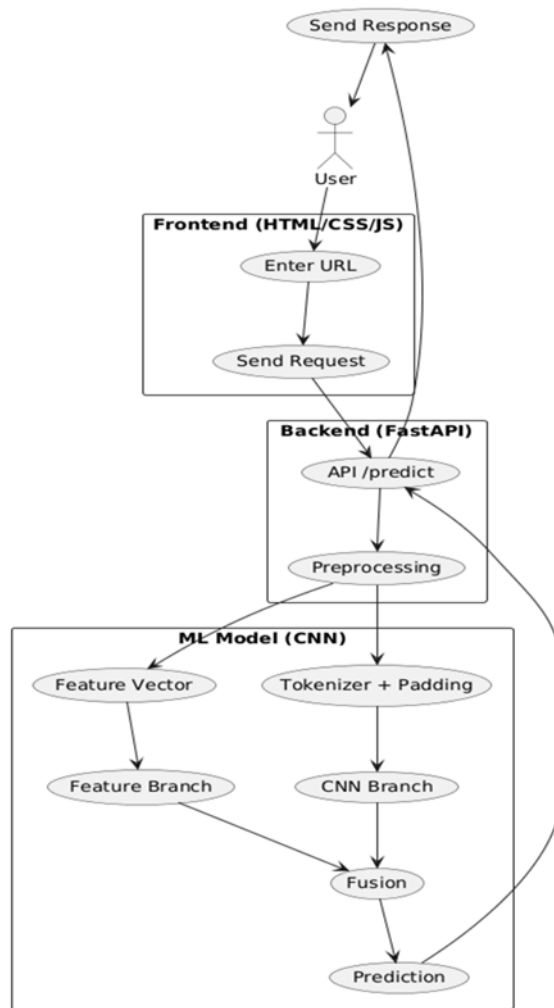 Send Response
User
Frontend (HTML/CSS/JS)
Enter URL
Send Request
Backend (FastAPI)
API /predict
Preprocessing
ML Model (CNN)
Feature Vector
Tokenizer + Padding
Feature Branch
CNN Branch
Fusion
Prediction